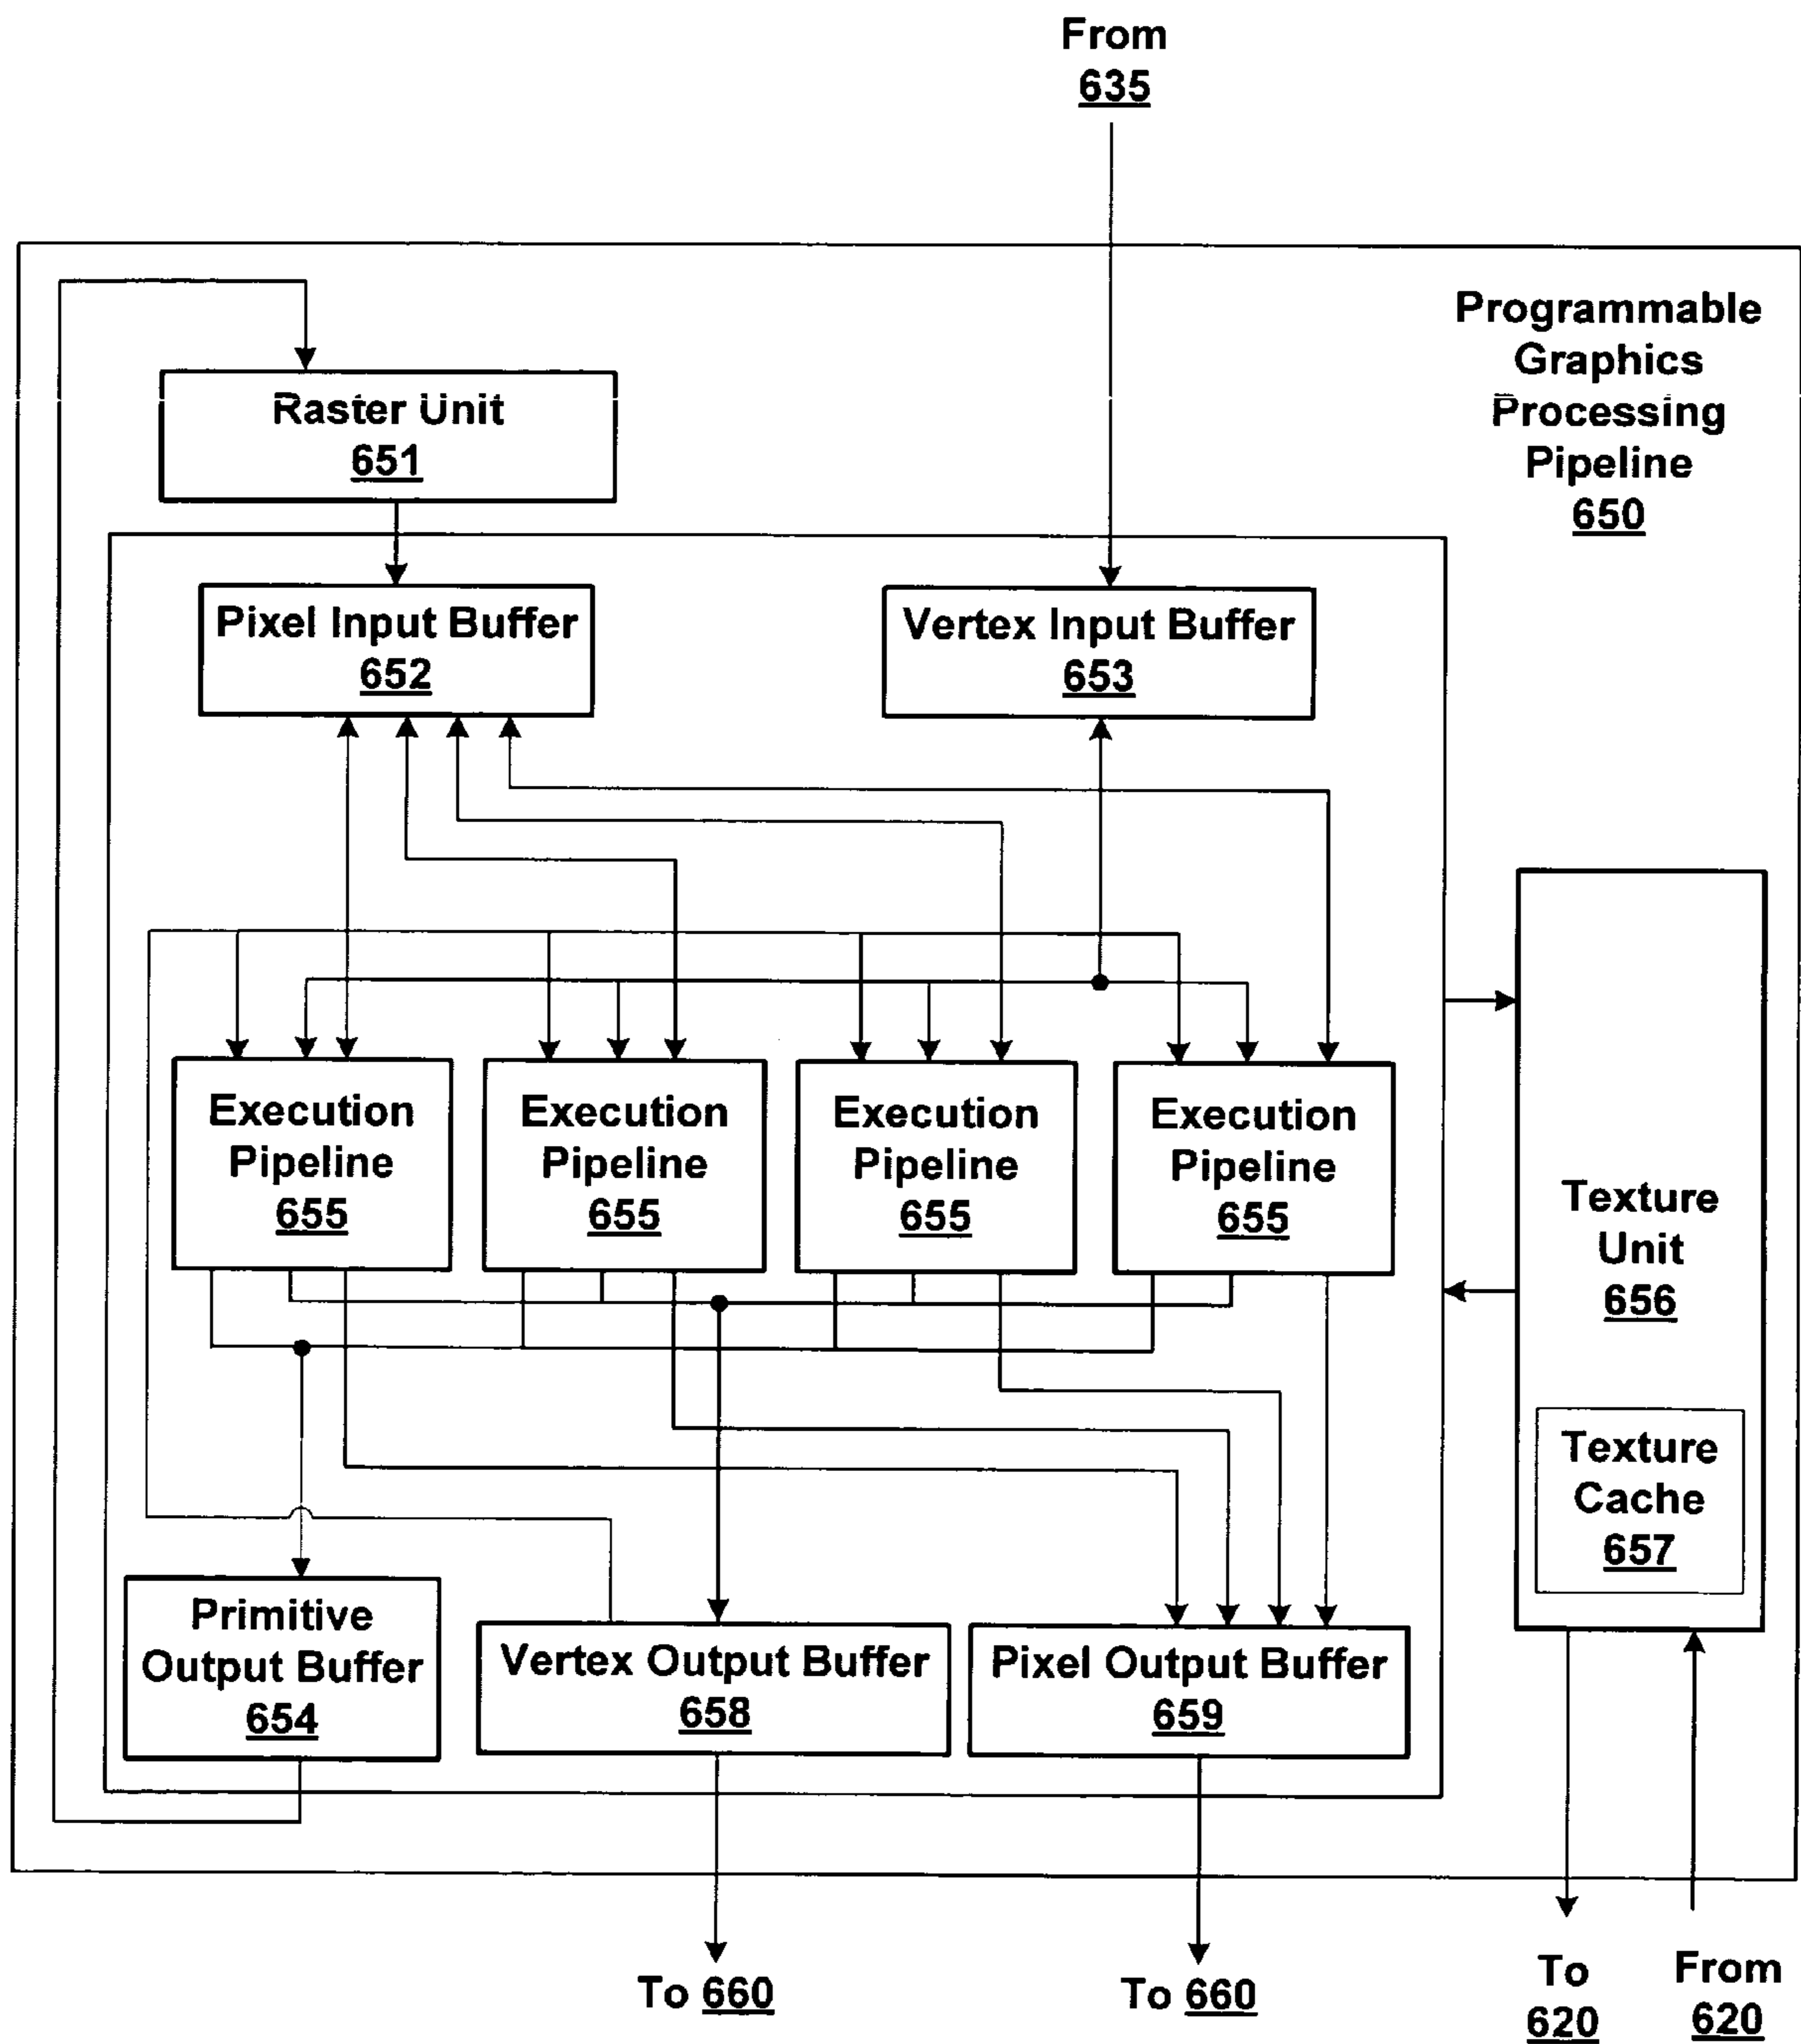 From
635
Programmable
Graphics
Processing
Pipeline
650
Raster Unit
651
Pixel Input Buffer
652
Vertex Input Buffer
653
Execution
Pipeline
655
Execution
Pipeline
655
Execution
Pipeline
655
Execution
Pipeline
655
Texture
Unit
656
Texture
Cache
657
Primitive
Output Buffer
654
Vertex Output Buffer
658
Pixel Output Buffer
659
To 660
To 660
To
620
From
620